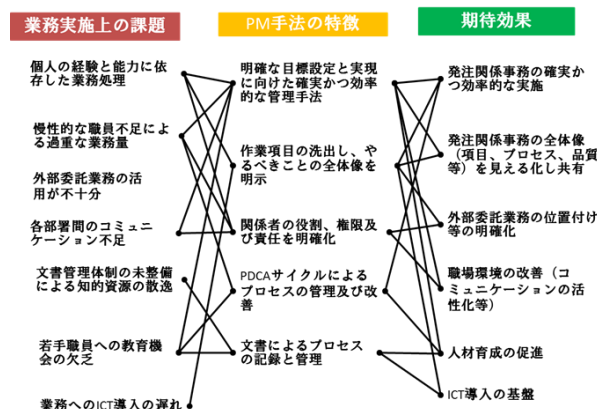 業務実施上の課題
個人の経験と能力に依
存した業務処理
慢性的な職員不足によ
る過重な業務量
外部委託業務の活
用が不十分
各部署間のコミュニ
ケーション不足
文書管理体制の未整備
による知的資源の散逸
若手職員への教育機
会の欠乏
業務へのICT導入の遅れ
PM手法の特徴
明確な目標設定と実現
に向けた確実かつ効率
的な管理手法
作業項目の洗出し、や
るべきことの全体像を
明示
関係者の役割、権限及
び責任を明確化
PDCAサイクルによる
プロセスの管理及び改
善
文書によるプロセス
の記録と管理
期待効果
発注関係事務の確実か
つ効率的な実施
発注関係事務の全体像
（項目、プロセス、品質
等）を見える化し共有
外部委託業務の位置付け
等の明確化
職場環境の改善（コ
ミュニケーションの活
性化等）
人材育成の促進
ICT導入の基盤